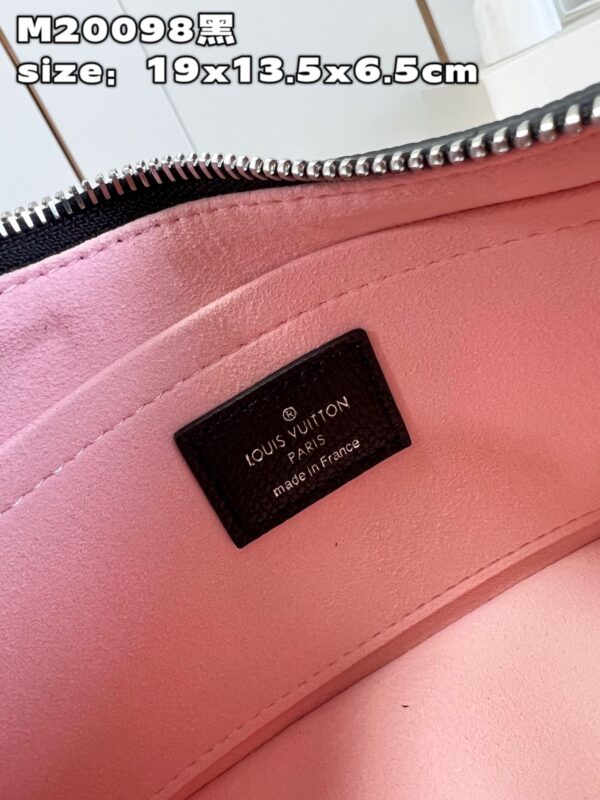 M20098黑
size: 19x13.5x6.5cm
LOUIS VUITTON
PARIS
made in France